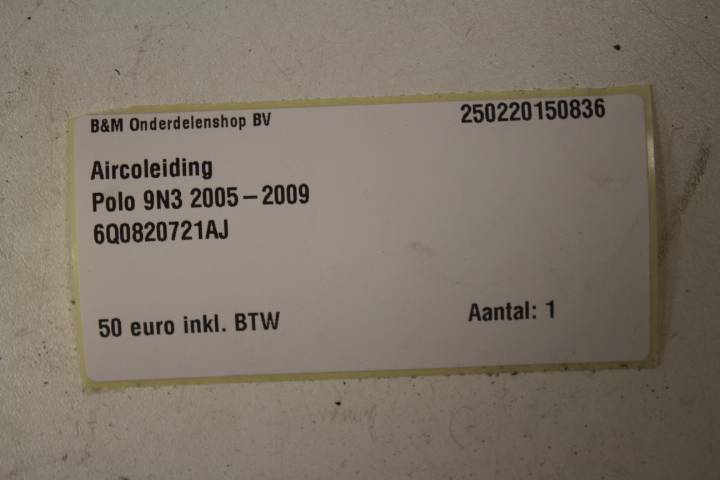 B&M Onderdelenshop BV
250220150836
Aircoleiding
Polo 9N3 2005–2009
6Q0820721AJ
50 euro inkl. BTW
Aantal: 1